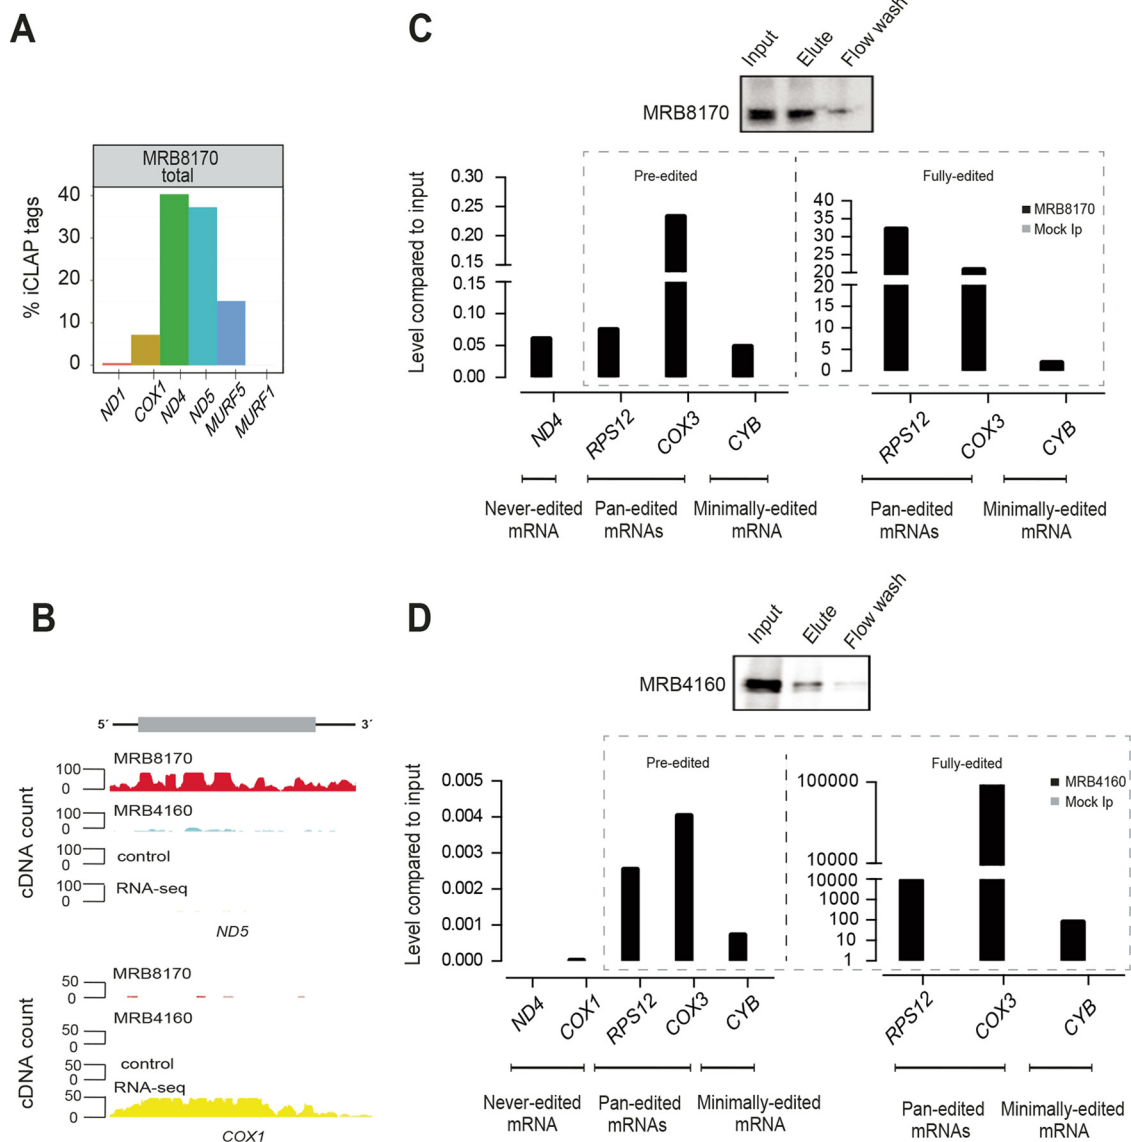 A
MRB8170
total
% iCLAP tags
40
30
20
10
0
ND1
COX1
ND4
ND5
MURF5
MURF1
C
Input
Elute
Flow wash
MRB8170
Level compared to input
0.30
0.25
0.20
0.15
0.15
0.10
0.05
0.00
Pre-edited
Fully-edited
40
35
30
25
20
20
15
10
5
0
MRB8170
Mock Ip
ND4
RPS12
COX3
CYB
RPS12
COX3
CYB
Never-edited
mRNA
Pan-edited
mRNAs
Minimally-edited
mRNA
Pan-edited
mRNAs
Minimally-edited
mRNA
B
5´
3´
cDNA count
MRB8170
100
0
MRB4160
100
0
control
100
0
RNA-seq
100
0
ND5
cDNA count
MRB8170
50
0
MRB4160
50
0
control
50
0
RNA-seq
50
0
COX1
D
Input
Elute
Flow wash
MRB4160
Level compared to input
0.005
0.004
0.003
0.002
0.001
0.000
Pre-edited
Fully-edited
100000
10000
10000
1000
100
10
1
MRB4160
Mock Ip
ND4
COX1
RPS12
COX3
CYB
RPS12
COX3
CYB
Never-edited
mRNA
Pan-edited
mRNAs
Minimally-edited
mRNA
Pan-edited
mRNAs
Minimally-edited
mRNA